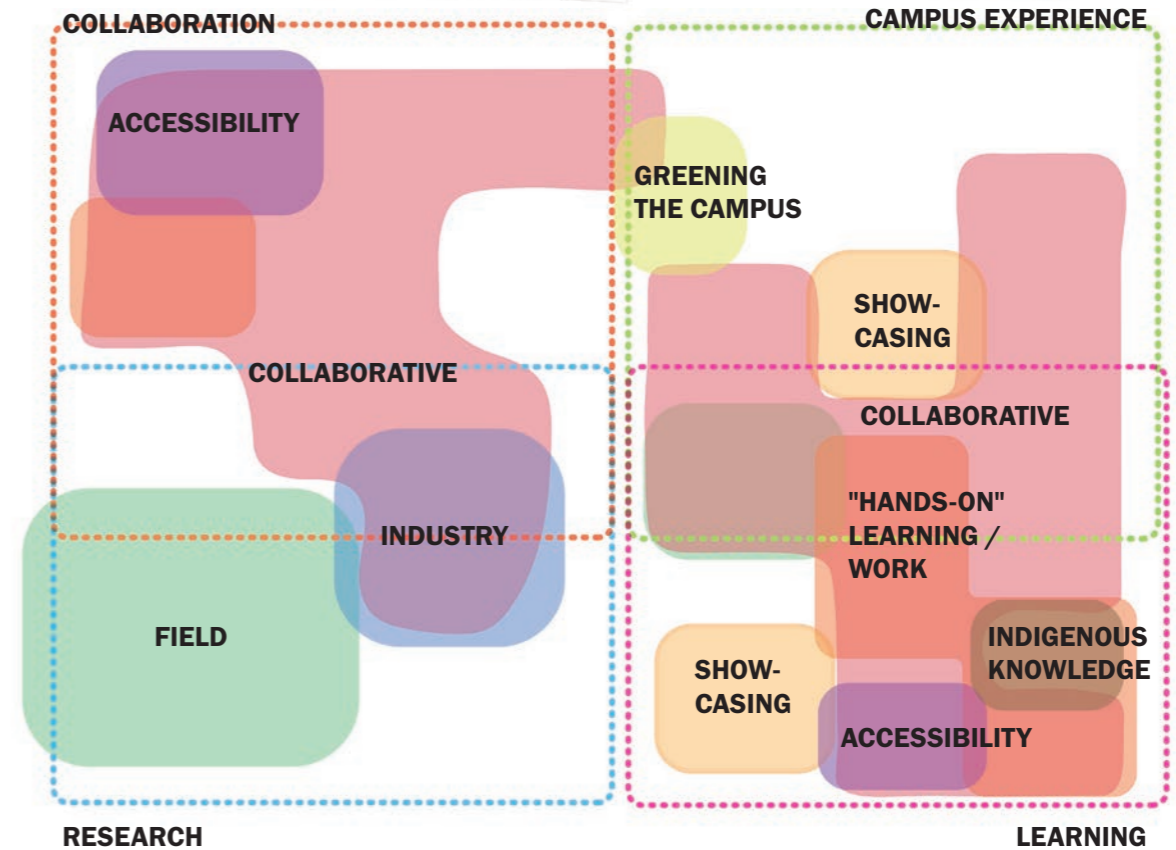 COLLABORATION
CAMPUS EXPERIENCE
ACCESSIBILITY
GREENING
THE CAMPUS
SHOW-
CASING
COLLABORATIVE
COLLABORATIVE
"HANDS-ON"
LEARNING /
WORK
INDUSTRY
FIELD
INDIGENOUS
KNOWLEDGE
SHOW-
CASING
ACCESSIBILITY
RESEARCH
LEARNING